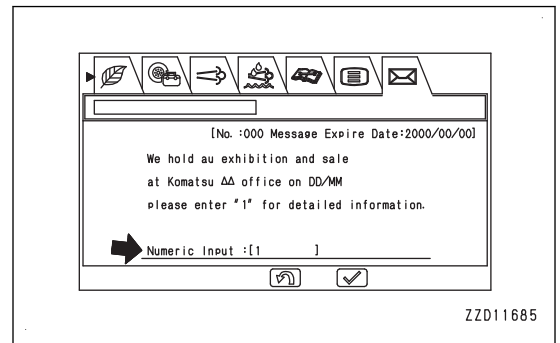 [No. :000 Message Expire Date:2000/00/00]
We hold au exhibition and sale
at Komatsu ΔΔ office on DD/MM
please enter "1" for detailed information.
Numeric Input :[1 ]
ZZD11685